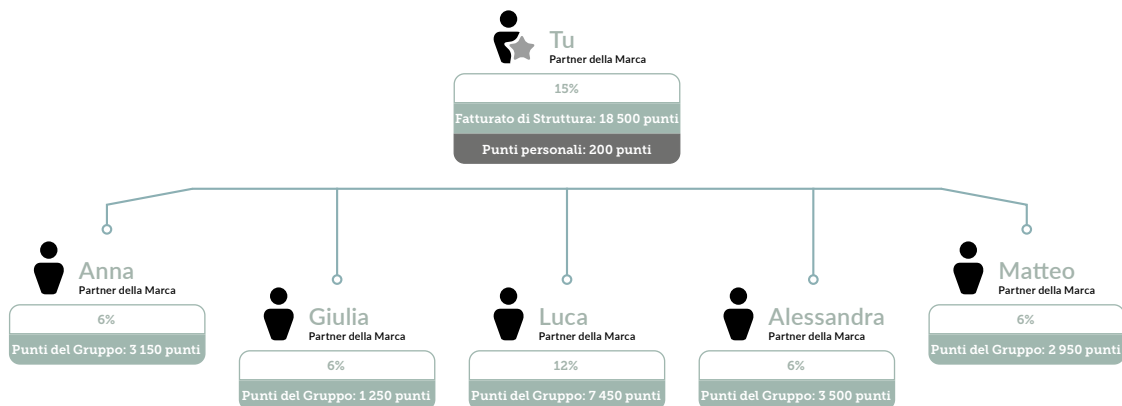 Tu
Partner della Marca
15%
Fatturato di Struttura: 18 500 punti
Punti personali: 200 punti
Anna
Partner della Marca
6%
Punti del Gruppo: 3 150 punti
Giulia
Partner della Marca
6%
Punti del Gruppo: 1 250 punti
Luca
Partner della Marca
12%
Punti del Gruppo: 7 450 punti
Alessandra
Partner della Marca
6%
Punti del Gruppo: 3 500 punti
Matteo
Partner della Marca
6%
Punti del Gruppo: 2 950 punti